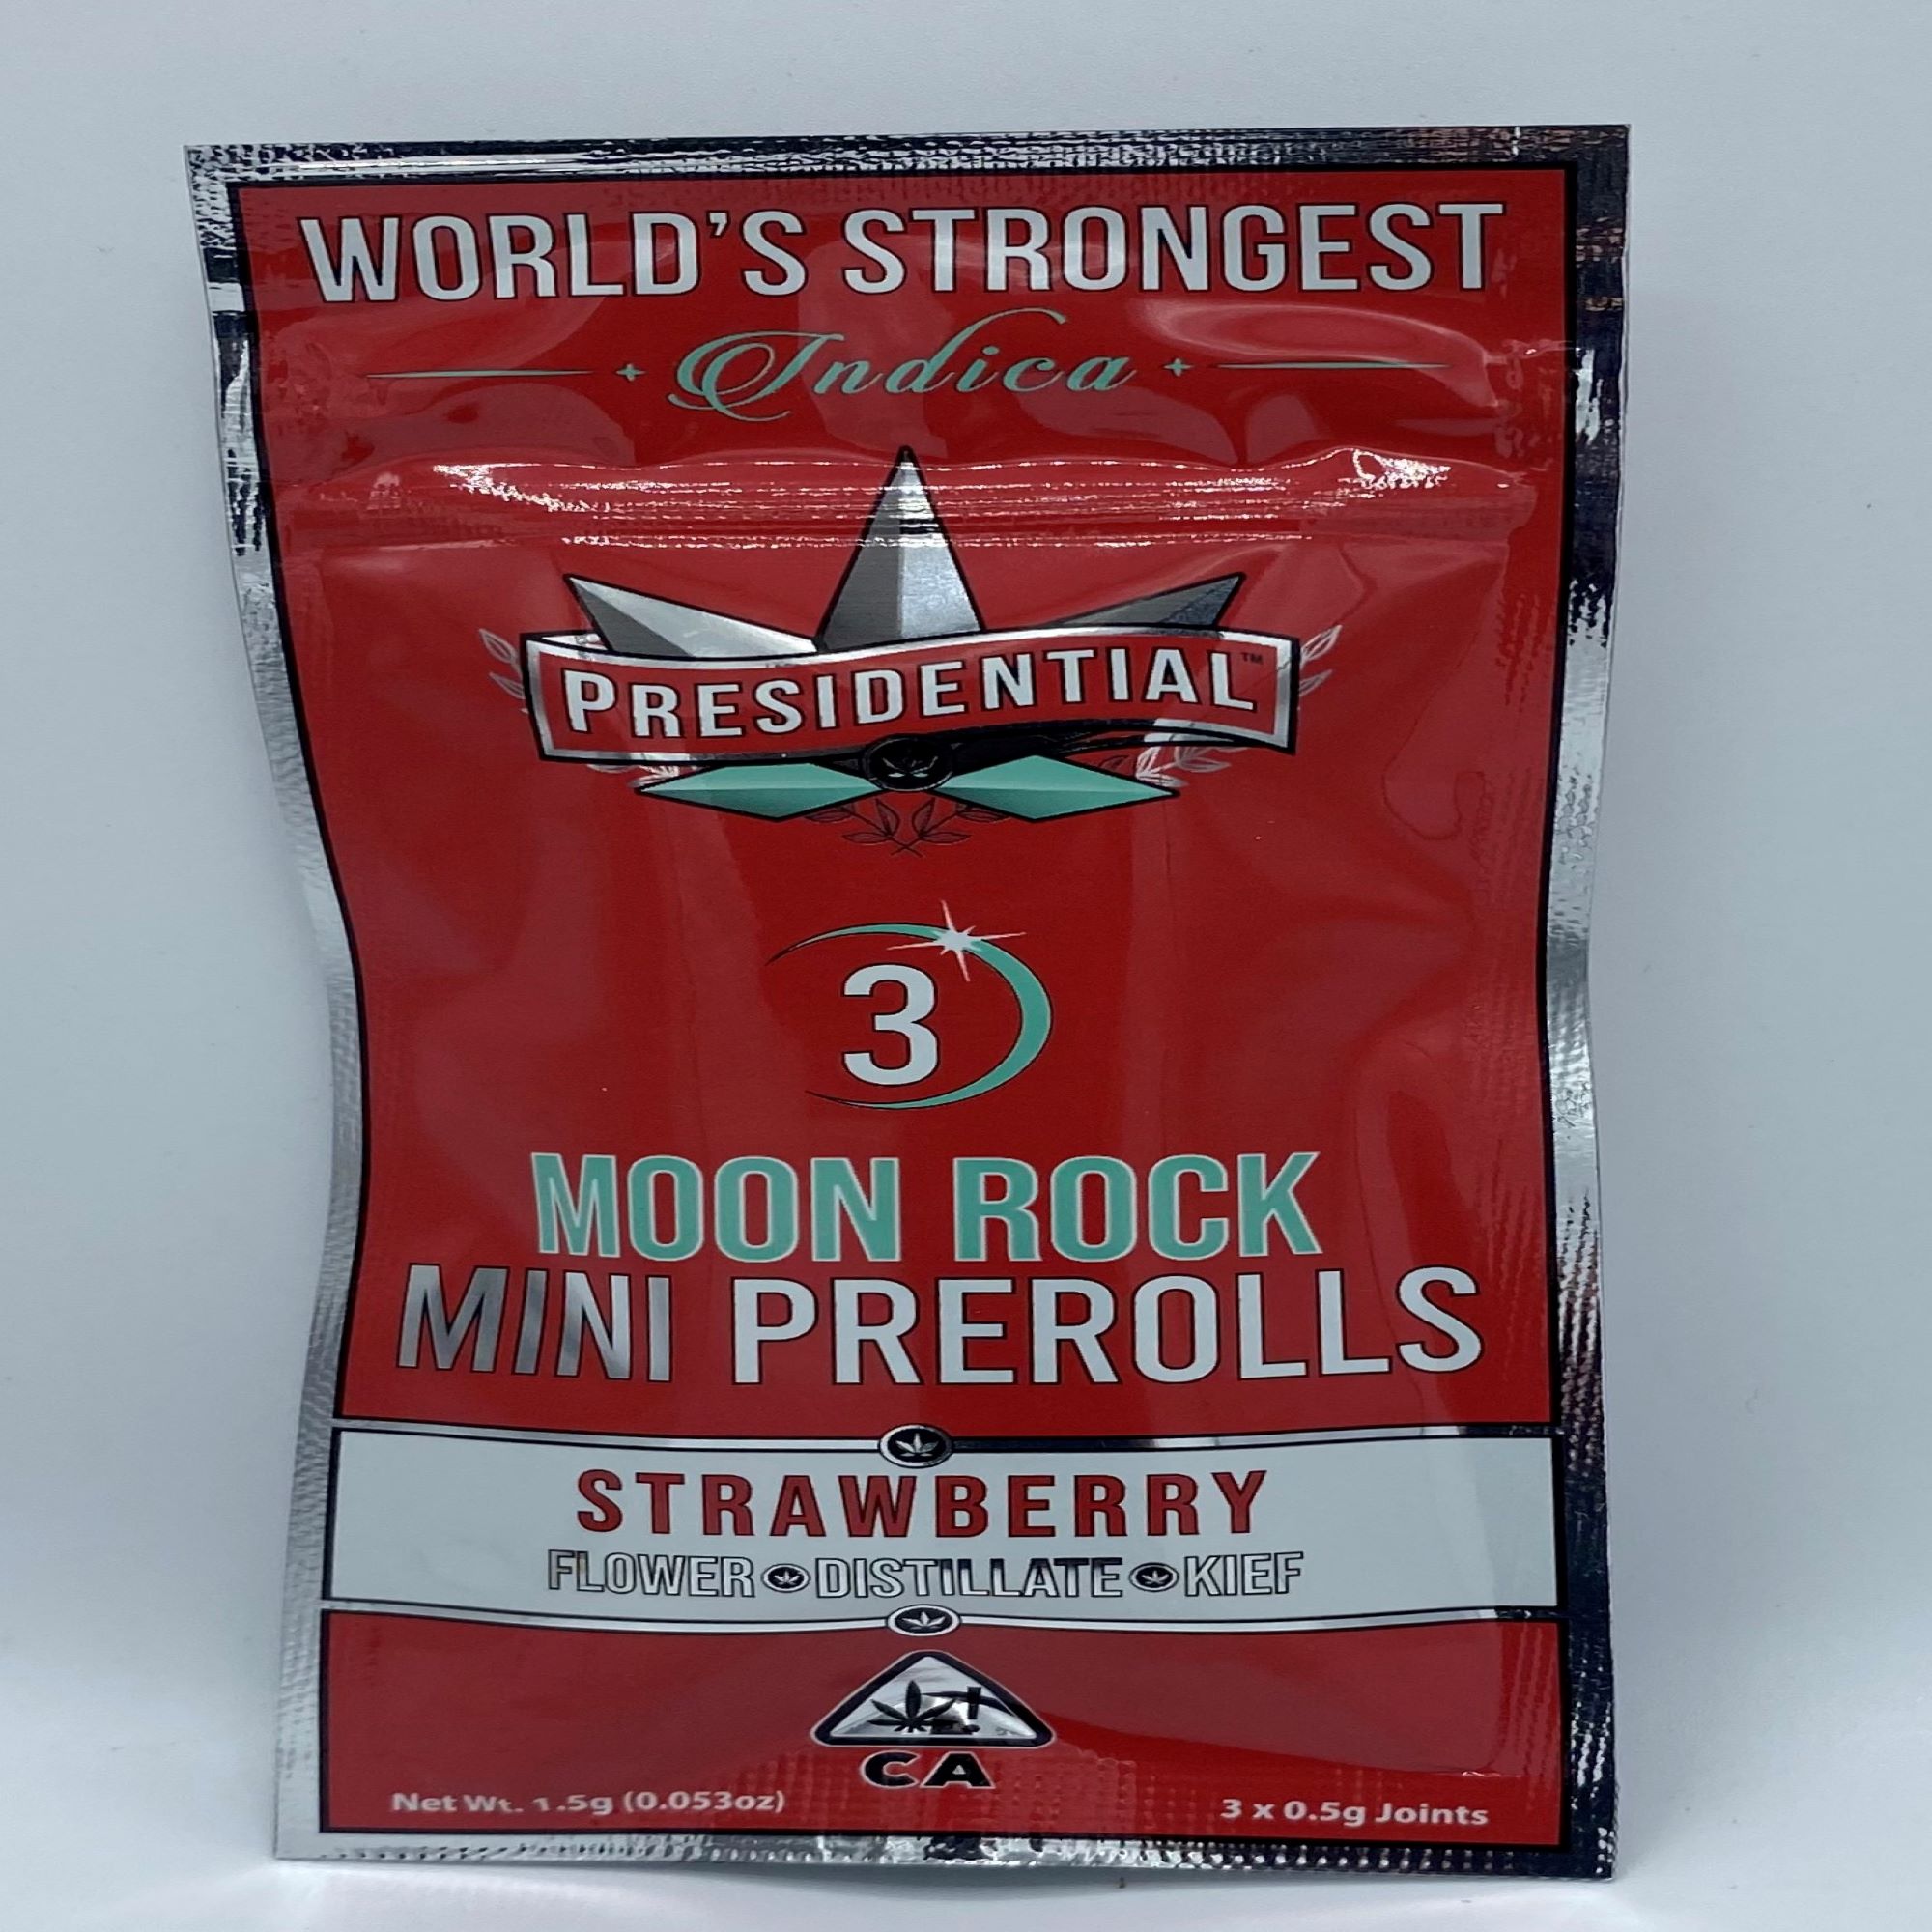 WORLD'S STRONGEST
Indica
PRESIDENTIAL™
3
MOON ROCK
MINI PREROLLS
STRAWBERRY
FLOWER DISTILLATE KIEF
!
CA
Net Wt. 1.5g (0.053oz) 3 x 0.5g Joints